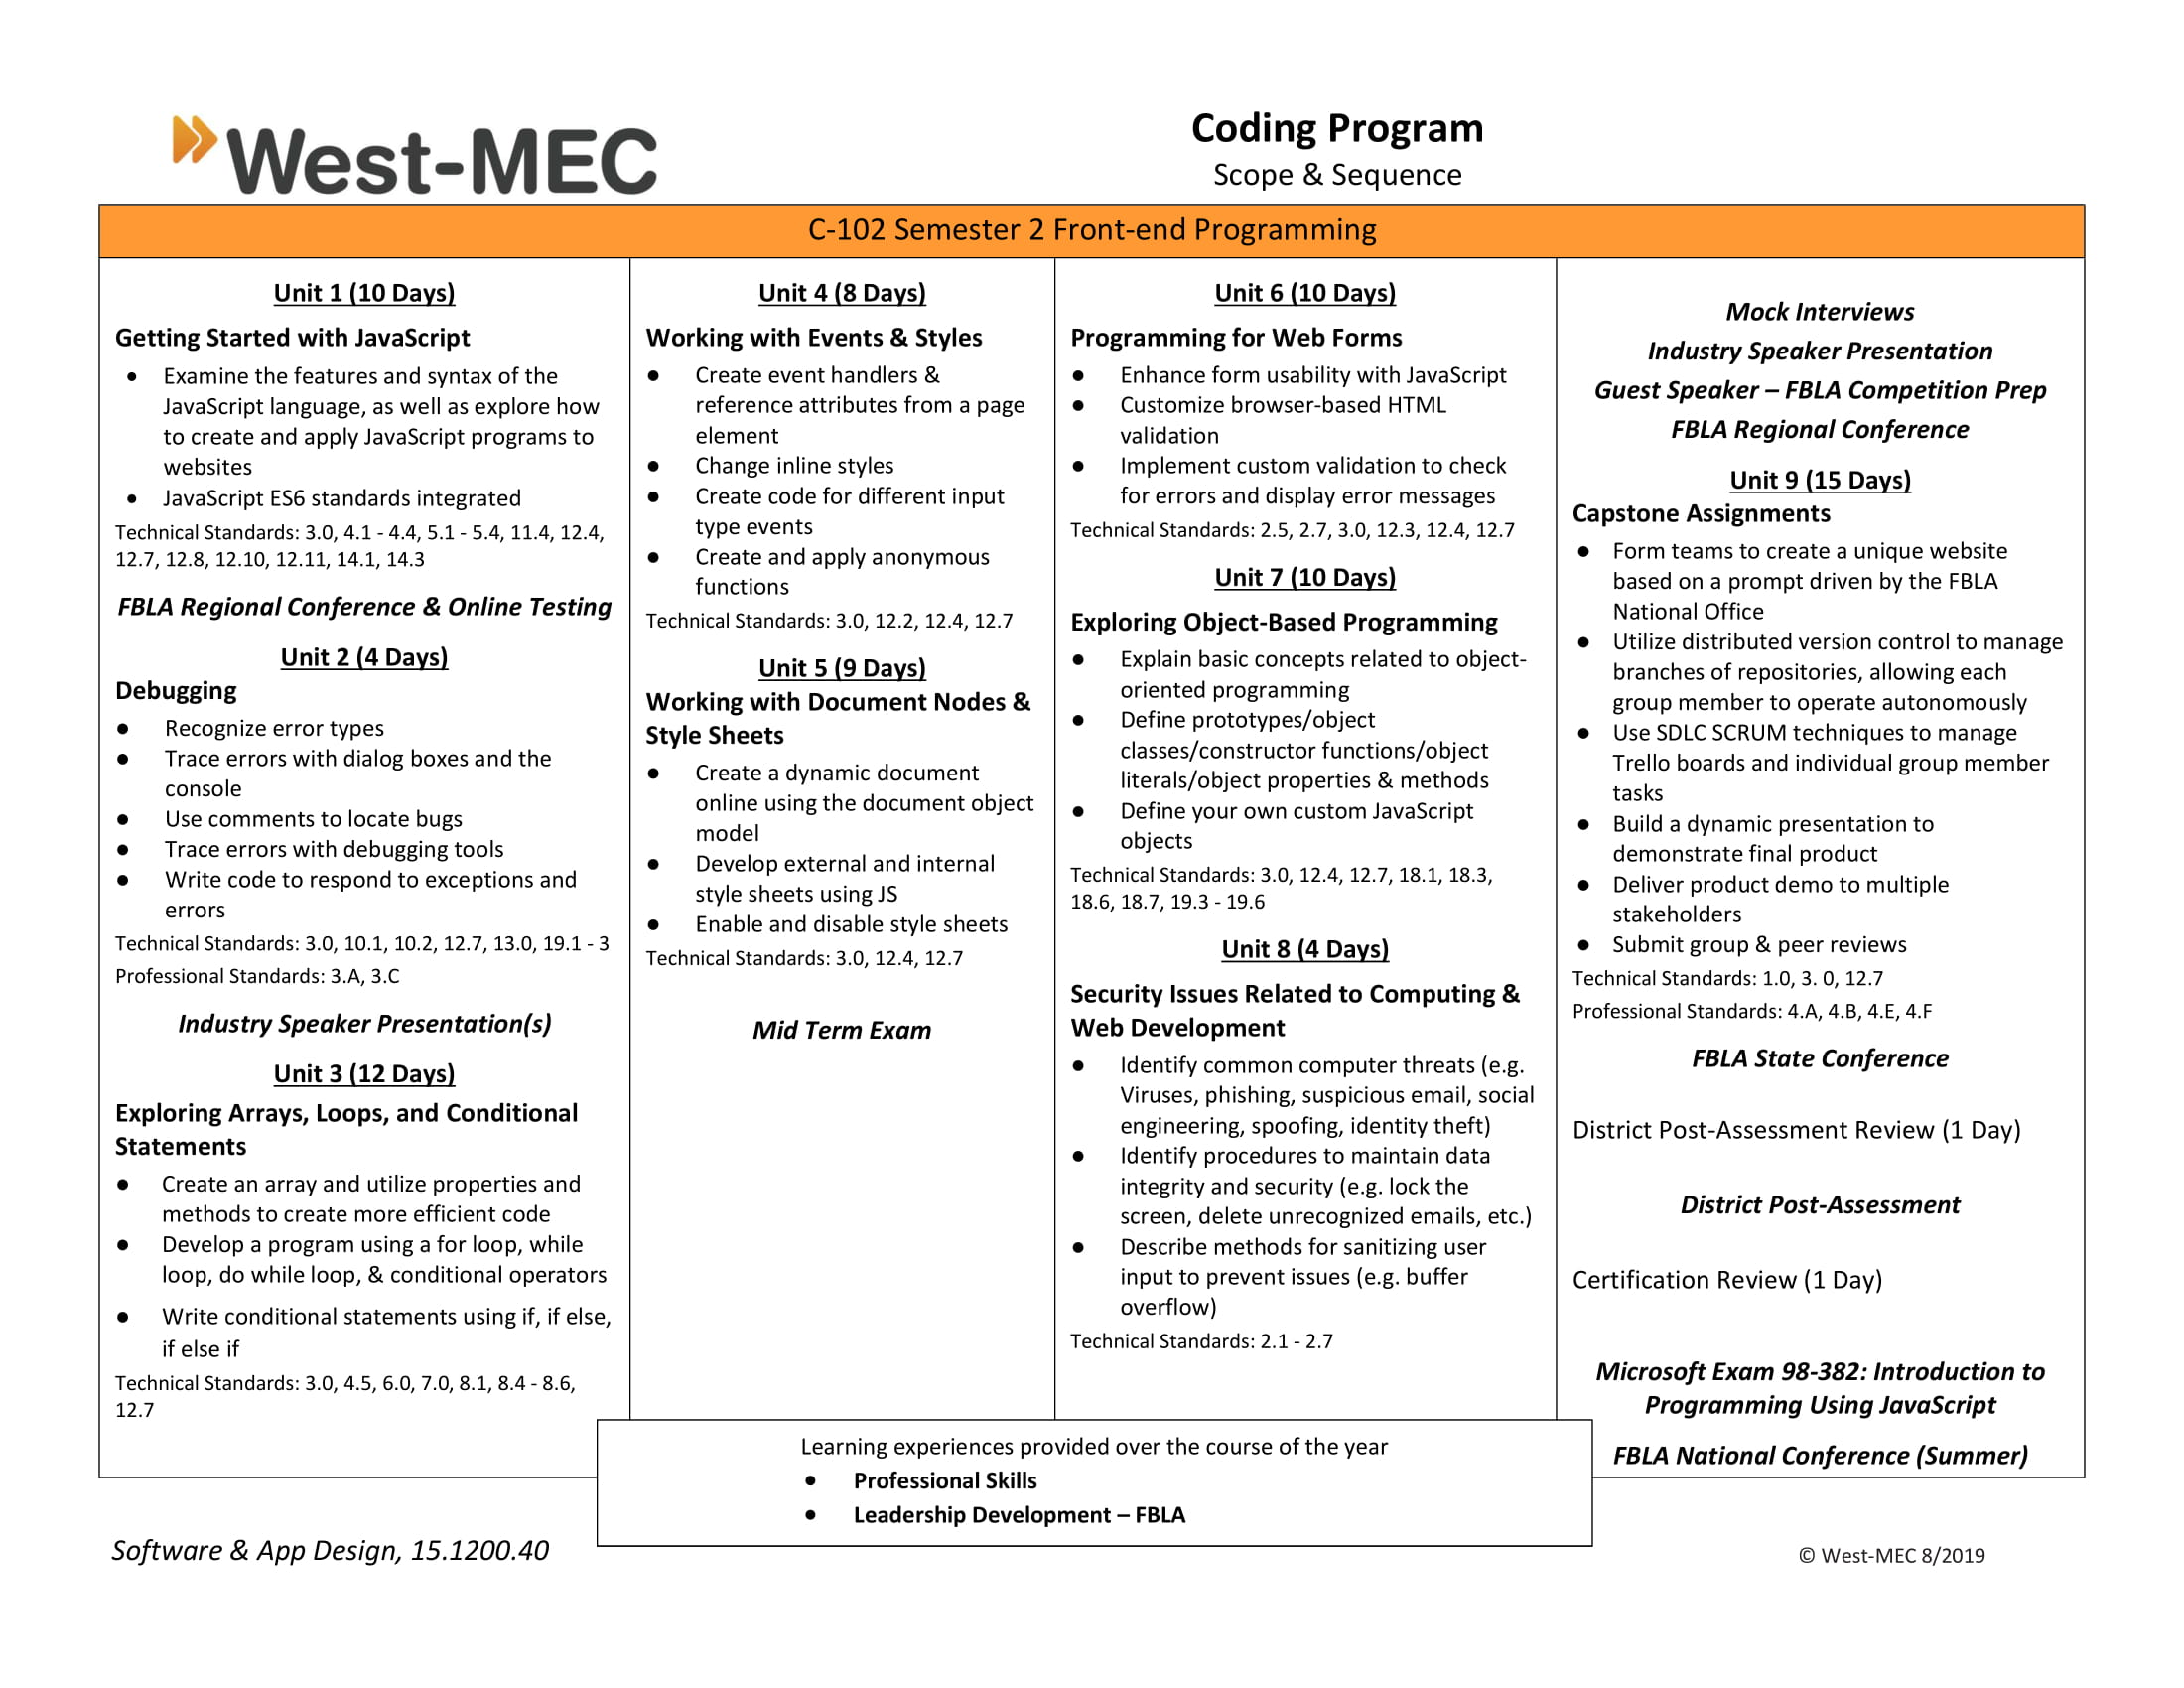 West-MEC
Coding Program
Scope & Sequence
C-102 Semester 2 Front-end Programming
Unit 1 (10 Days)
Getting Started with JavaScript
● Examine the features and syntax of the
JavaScript language, as well as explore how
to create and apply JavaScript programs to
websites
● JavaScript ES6 standards integrated
Technical Standards: 3.0, 4.1 - 4.4, 5.1 - 5.4, 11.4, 12.4,
12.7, 12.8, 12.10, 12.11, 14.1, 14.3
FBLA Regional Conference & Online Testing
Unit 2 (4 Days)
Debugging
● Recognize error types
● Trace errors with dialog boxes and the
console
● Use comments to locate bugs
● Trace errors with debugging tools
● Write code to respond to exceptions and
errors
Technical Standards: 3.0, 10.1, 10.2, 12.7, 13.0, 19.1 - 3
Professional Standards: 3.A, 3.C
Industry Speaker Presentation(s)
Unit 3 (12 Days)
Exploring Arrays, Loops, and Conditional
Statements
● Create an array and utilize properties and
methods to create more efficient code
● Develop a program using a for loop, while
loop, do while loop, & conditional operators
● Write conditional statements using if, if else,
if else if
Technical Standards: 3.0, 4.5, 6.0, 7.0, 8.1, 8.4 - 8.6,
12.7
Unit 4 (8 Days)
Working with Events & Styles
● Create event handlers &
reference attributes from a page
element
● Change inline styles
● Create code for different input
type events
● Create and apply anonymous
functions
Technical Standards: 3.0, 12.2, 12.4, 12.7
Unit 5 (9 Days)
Working with Document Nodes &
Style Sheets
● Create a dynamic document
online using the document object
model
● Develop external and internal
style sheets using JS
● Enable and disable style sheets
Technical Standards: 3.0, 12.4, 12.7
Mid Term Exam
Unit 6 (10 Days)
Programming for Web Forms
● Enhance form usability with JavaScript
● Customize browser-based HTML
validation
● Implement custom validation to check
for errors and display error messages
Technical Standards: 2.5, 2.7, 3.0, 12.3, 12.4, 12.7
Unit 7 (10 Days)
Exploring Object-Based Programming
● Explain basic concepts related to object-
oriented programming
● Define prototypes/object
classes/constructor functions/object
literals/object properties & methods
● Define your own custom JavaScript
objects
Technical Standards: 3.0, 12.4, 12.7, 18.1, 18.3,
18.6, 18.7, 19.3 - 19.6
Unit 8 (4 Days)
Security Issues Related to Computing &
Web Development
● Identify common computer threats (e.g.
Viruses, phishing, suspicious email, social
engineering, spoofing, identity theft)
● Identify procedures to maintain data
integrity and security (e.g. lock the
screen, delete unrecognized emails, etc.)
● Describe methods for sanitizing user
input to prevent issues (e.g. buffer
overflow)
Technical Standards: 2.1 - 2.7
Mock Interviews
Industry Speaker Presentation
Guest Speaker – FBLA Competition Prep
FBLA Regional Conference
Unit 9 (15 Days)
Capstone Assignments
● Form teams to create a unique website
based on a prompt driven by the FBLA
National Office
● Utilize distributed version control to manage
branches of repositories, allowing each
group member to operate autonomously
● Use SDLC SCRUM techniques to manage
Trello boards and individual group member
tasks
● Build a dynamic presentation to
demonstrate final product
● Deliver product demo to multiple
stakeholders
● Submit group & peer reviews
Technical Standards: 1.0, 3. 0, 12.7
Professional Standards: 4.A, 4.B, 4.E, 4.F
FBLA State Conference
District Post-Assessment Review (1 Day)
District Post-Assessment
Certification Review (1 Day)
Microsoft Exam 98-382: Introduction to
Programming Using JavaScript
FBLA National Conference (Summer)
Learning experiences provided over the course of the year
● Professional Skills
● Leadership Development – FBLA
Software & App Design, 15.1200.40
© West-MEC 8/2019